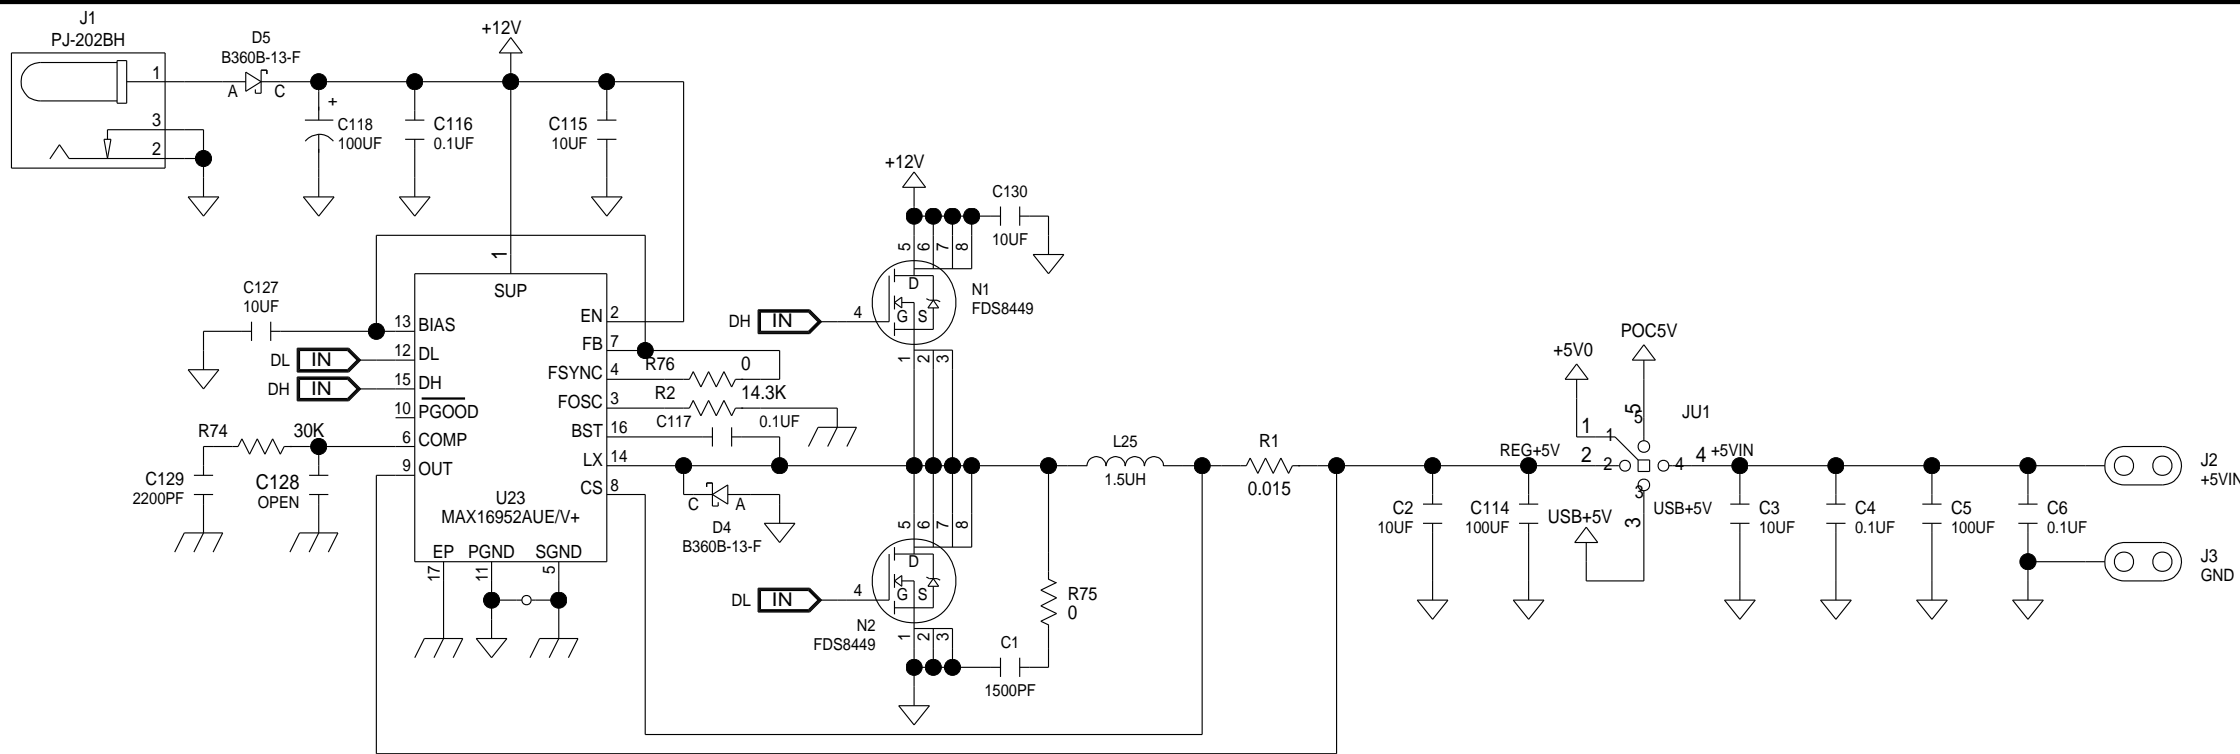 J1
PJ-202BH
1
3
2
D5
B360B-13-F
A
C
+12V
+
C118
100UF
C116
0.1UF
C115
10UF
C127
10UF
1
SUP
13
BIAS
DL
IN
12
DL
DH
IN
15
DH
10
PGOOD
R74
30K
6
COMP
9
OUT
C129
2200PF
C128
OPEN
EN
2
FB
7
FSYNC
4
FOSC
3
BST
16
LX
14
CS
8
U23
MAX16952AUE/V+
EP
PGND
SGND
17
11
5
R76
0
R2
14.3K
C117
0.1UF
C
A
D4
B360B-13-F
+12V
C130
10UF
5
6
7
8
D
G
S
N1
FDS8449
DH
IN
4
1
2
3
5
6
7
8
D
G
S
DL
IN
4
N2
FDS8449
1
2
3
R75
0
C1
1500PF
L25
1.5UH
R1
0.015
C2
10UF
C114
100UF
REG+5V
+5V0
POC5V
JU1
1
1
2
2
3
3
4
4
5
5
+5VIN
USB+5V
USB+5V
C3
10UF
C4
0.1UF
C5
100UF
C6
0.1UF
J2
+5VIN
J3
GND